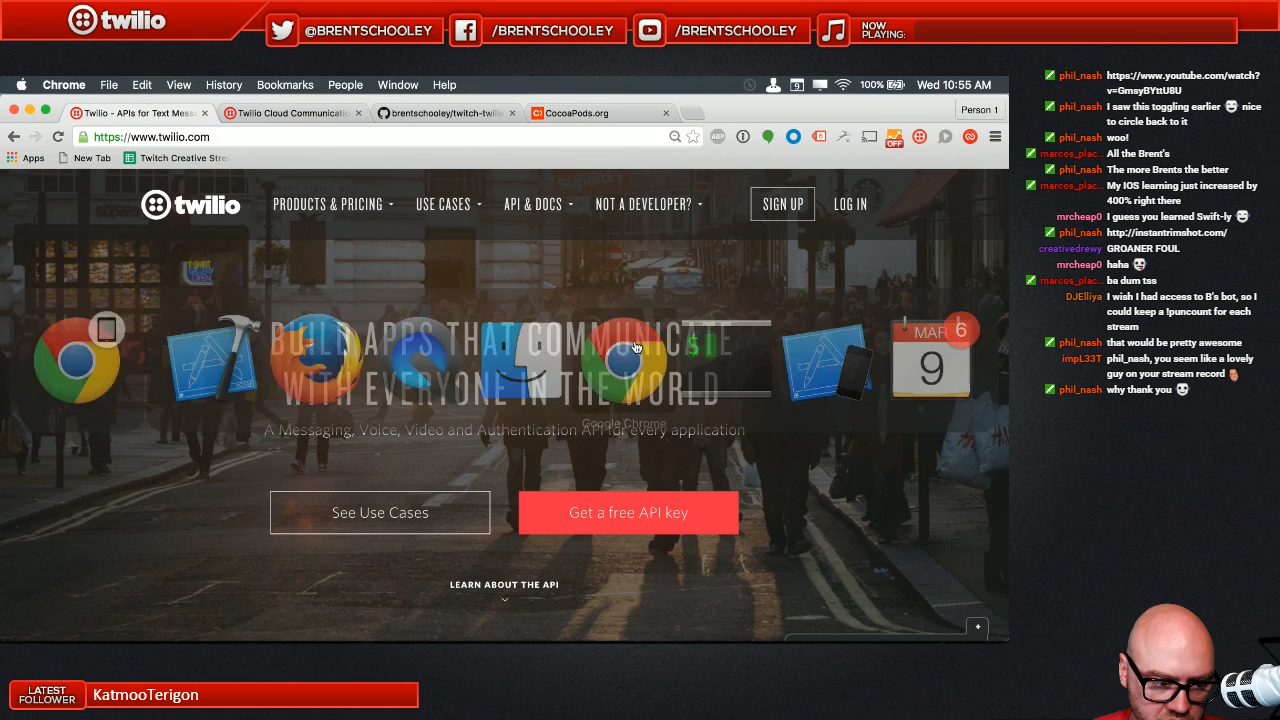 twilio
@BRENTSCHOOLEY
/BRENTSCHOOLEY
/BRENTSCHOOLEY
NOW
PLAYING:
Chrome File Edit View History Bookmarks People Window Help
9 100% Wed 10:55 AM
Twilio - APIs for Text Mess
Twilio Cloud Communicati
brentschooley/twitch-twilio
CocoaPods.org
Person 1
https://www.twilio.com
ABP
OFF
Apps New Tab Twitch Creative Stre
twilio
PRODUCTS & PRICING
USE CASES
API & DOCS
NOT A DEVELOPER?
SIGN UP
LOG IN
BUILD APPS THAT COMMUNICATE
WITH EVERYONE IN THE WORLD
$
MAR
6
9
Google Chrome
A Messaging, Voice, Video and Authentication API for every application
See Use Cases
Get a free API key
LEARN ABOUT THE API
+
phil_nash https://www.youtube.com/watch?
v=GmsyBYttU8U
phil_nash I saw this toggling earlier nice
to circle back to it
phil_nash woo!
marcos_plac... All the Brent's
phil_nash The more Brents the better
marcos_plac... My IOS learning just increased by
400% right there
mrcheap0 I guess you learned Swift-ly
phil_nash http://instantrimshot.com/
creativedrewy GROANER FOUL
mrcheap0 haha
marcos_plac... ba dum tss
DJElliya I wish I had access to B's bot, so I
could keep a !puncount for each
stream
phil_nash that would be pretty awesome
impL33T phil_nash, you seem like a lovely
guy on your stream record
phil_nash why thank you
LATEST
FOLLOWER
KatmooTerigon